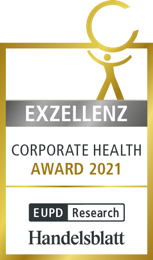 EXZELLENZ
CORPORATE HEALTH
AWARD 2021
EUPD Research
Handelsblatt